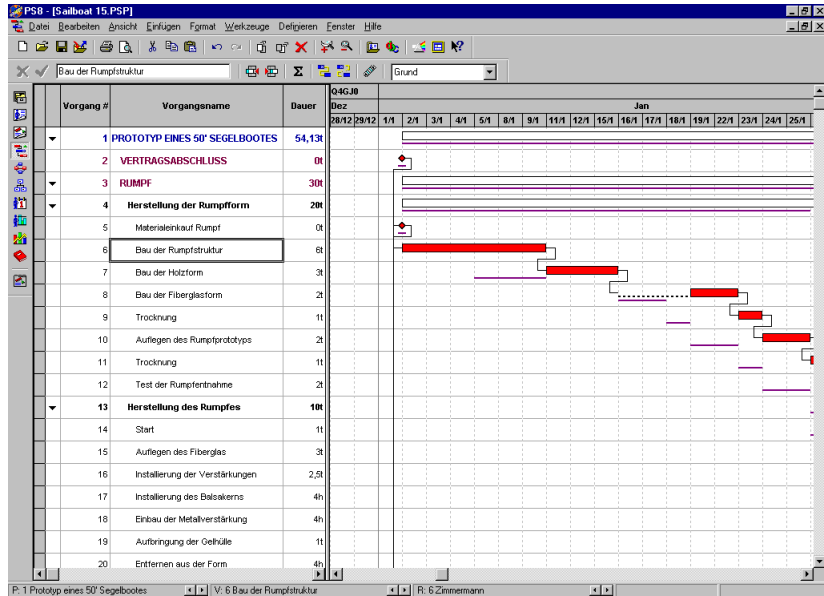 PS8 - [Sailboat 15.PSP]
Datei Bearbeiten Ansicht Einfügen Format Werkzeuge Definieren Fenster Hilfe
Bau der Rumpfstruktur Σ Grund
Q4GJ0
Vorgang # Vorgangsname Dauer Dez Jan
28/12 29/12 1/1 2/1 3/1 4/1 5/1 8/1 9/1 11/1 12/1 15/1 16/1 17/1 18/1 19/1 22/1 23/1 24/1 25/1
1 PROTOTYP EINES 50' SEGELBOOTES 54,13t
2 VERTRAGSABSCHLUSS 0t
3 RUMPF 30t
4 Herstellung der Rumpfform 20t
5 Materialeinkauf Rumpf 0t
6 Bau der Rumpfstruktur 6t
7 Bau der Holzform 3t
8 Bau der Fiberglasform 2t
9 Trocknung 1t
10 Auflegen des Rumpfprototyps 2t
11 Trocknung 1t
12 Test der Rumpfentnahme 2t
13 Herstellung des Rumpfes 10t
14 Start 1t
15 Auflegen des Fiberglas 3t
16 Installierung der Verstärkungen 2,5t
17 Installierung des Balsakerns 4h
18 Einbau der Metallverstärkung 4h
19 Aufbringung der Gelhülle 1t
20 Entfernen aus der Form 4h
P: 1 Prototyp eines 50' Segelbootes V: 6 Bau der Rumpfstruktur R: 6 Zimmermann